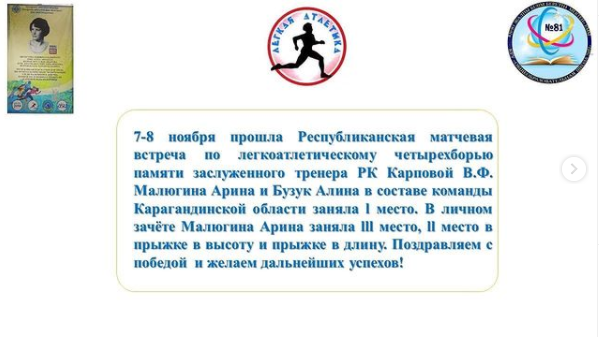 ЛЕГКАЯ АТЛЕТИКА
№81
7-8 ноября прошла Республиканская матчевая
встреча по легкоатлетическому четырехборью
памяти заслуженного тренера РК Карповой В.Ф.
Малюгина Арина и Бузук Алина в составе команды
Карагандинской области заняла l место. В личном
зачёте Малюгина Арина заняла lll место, ll место в
прыжке в высоту и прыжке в длину. Поздравляем с
победой и желаем дальнейших успехов!